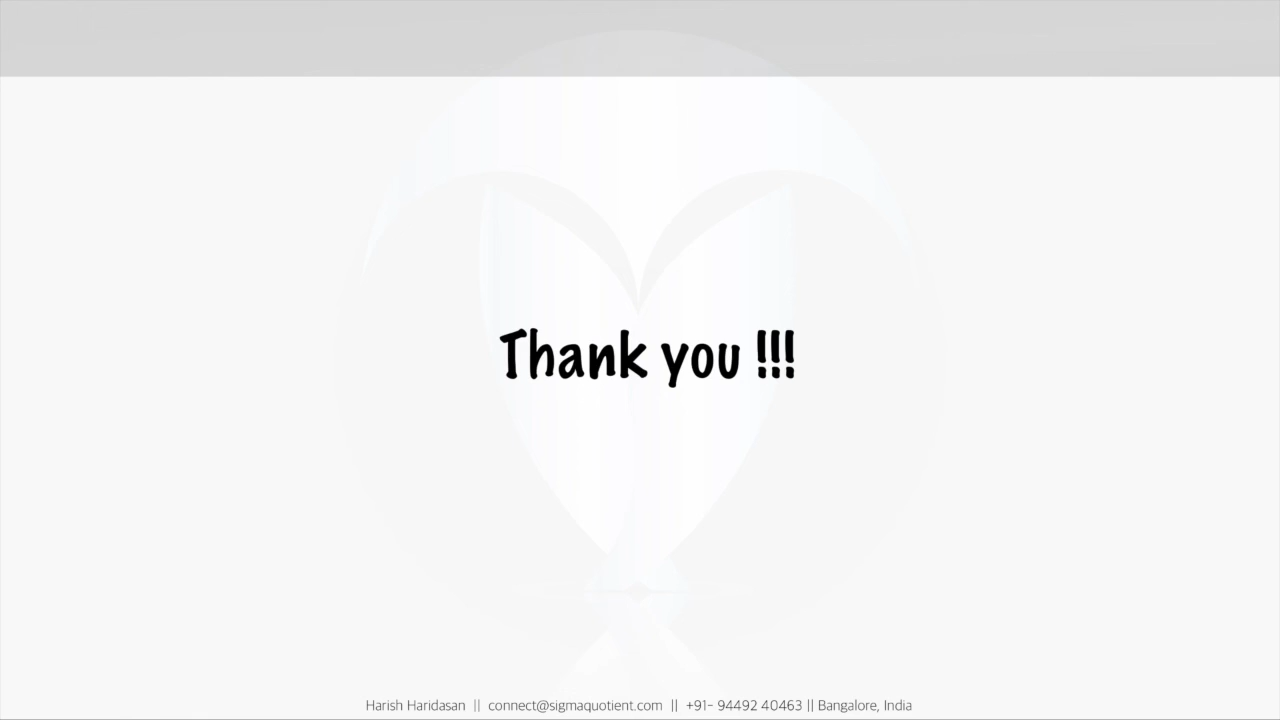 Thank you !!!
Harish Haridasan || connect@sigmaquotient.com || +91- 94492 40463 || Bangalore, India